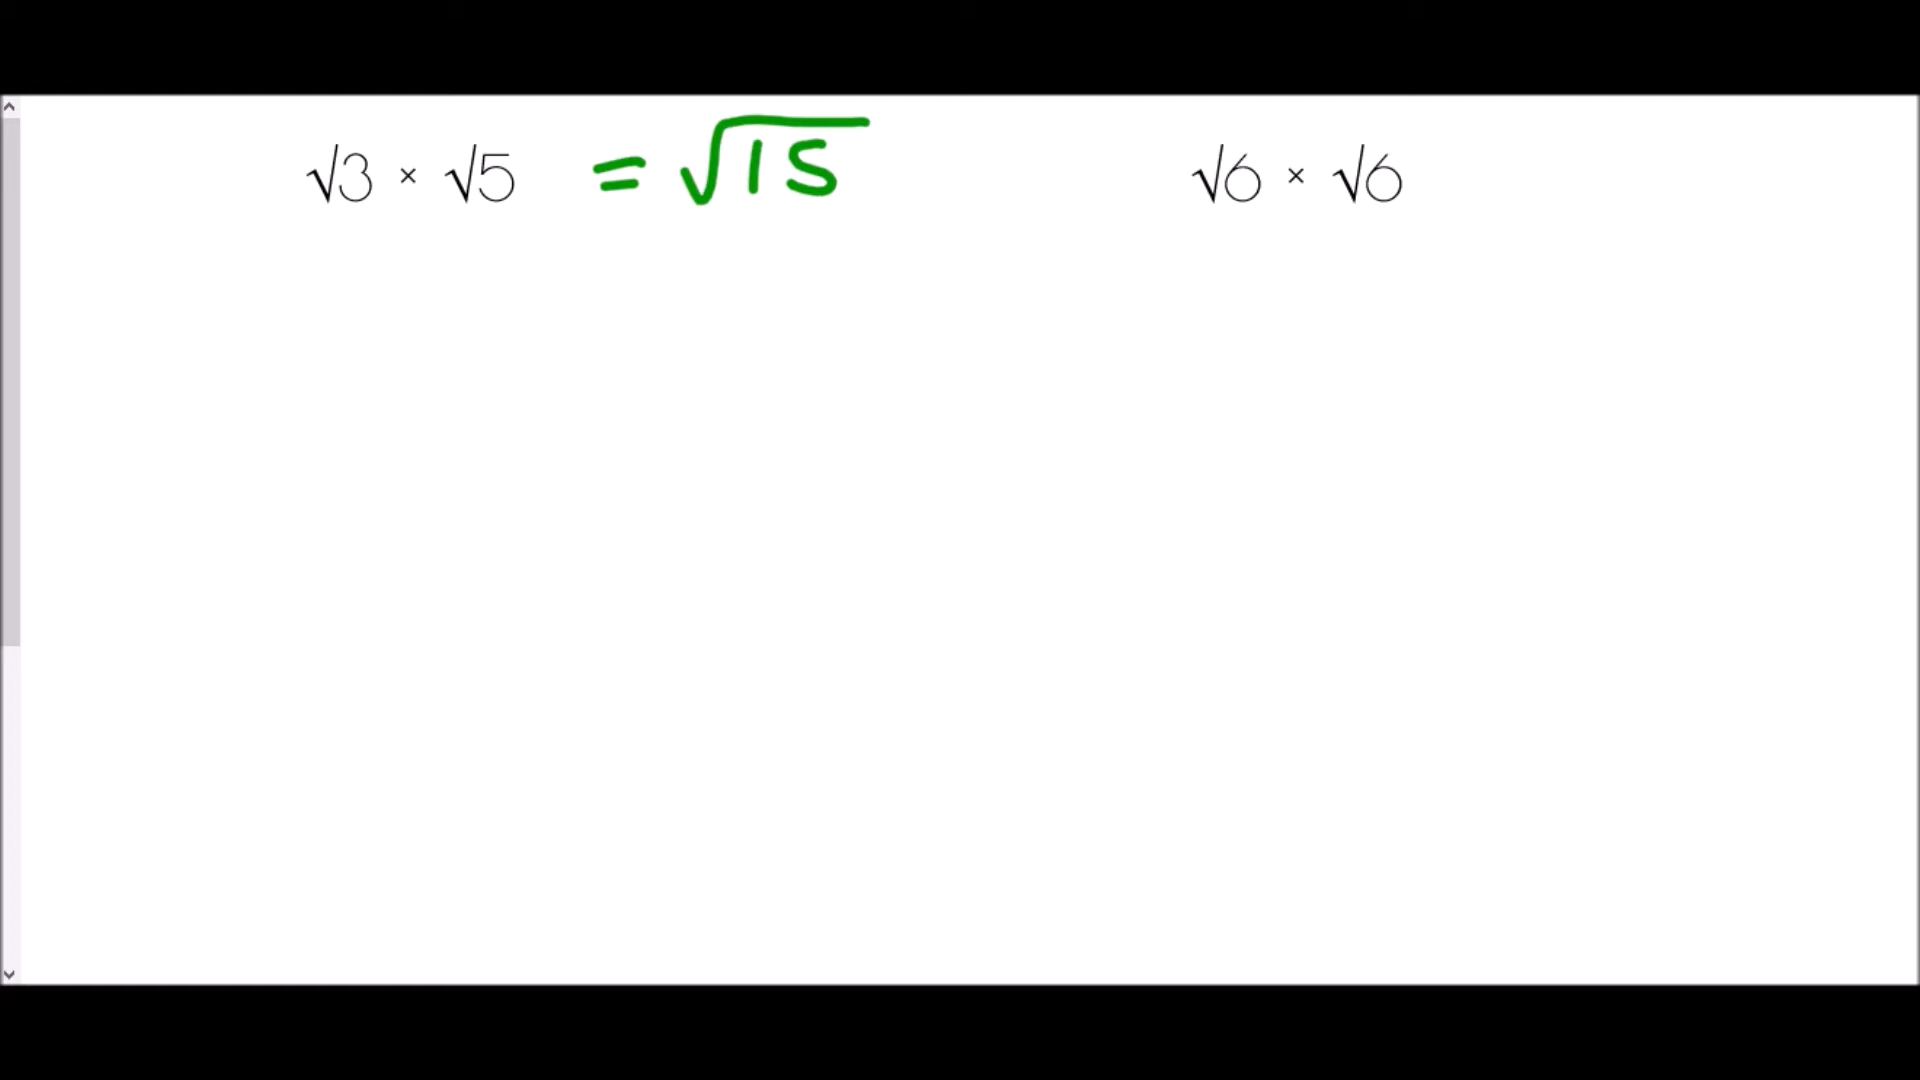 √3 × √5 = √15
√6 × √6